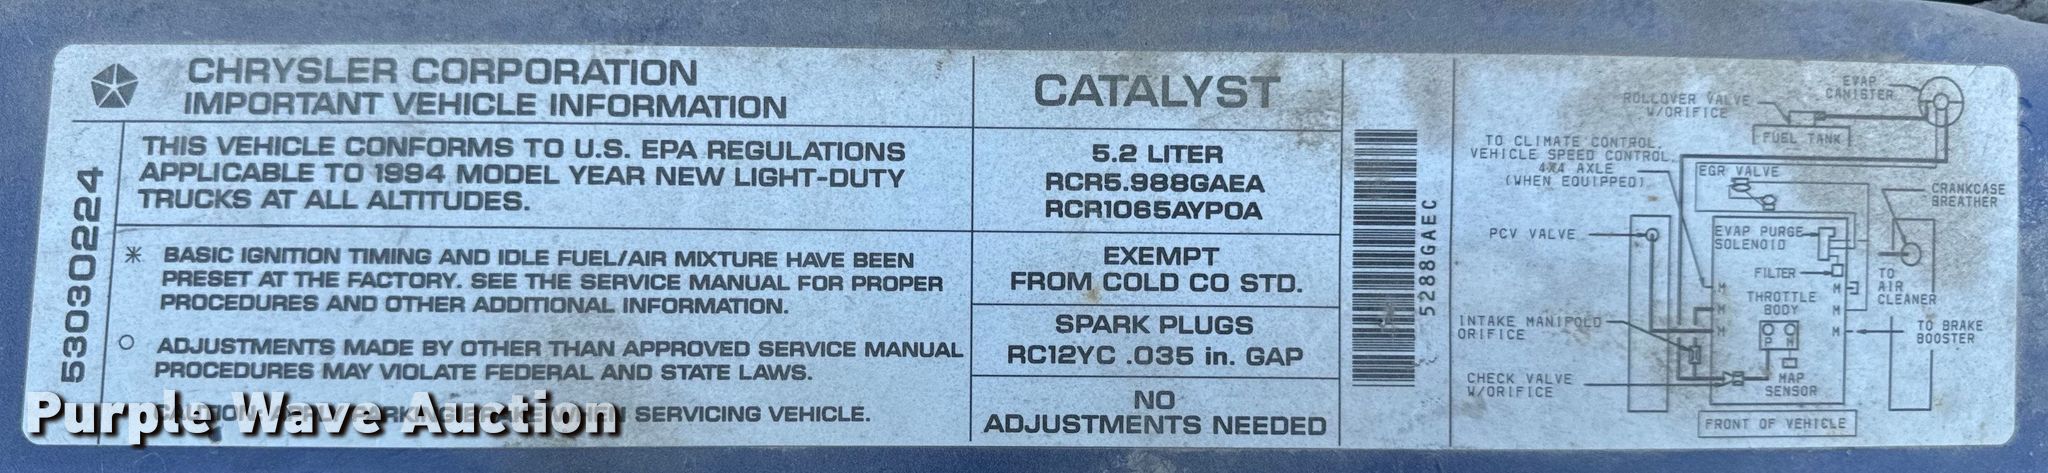 CHRYSLER CORPORATION
IMPORTANT VEHICLE INFORMATION
53030224
THIS VEHICLE CONFORMS TO U.S. EPA REGULATIONS
APPLICABLE TO 1994 MODEL YEAR NEW LIGHT-DUTY
TRUCKS AT ALL ALTITUDES.
* BASIC IGNITION TIMING AND IDLE FUEL/AIR MIXTURE HAVE BEEN
PRESET AT THE FACTORY. SEE THE SERVICE MANUAL FOR PROPER
PROCEDURES AND OTHER ADDITIONAL INFORMATION.
○ ADJUSTMENTS MADE BY OTHER THAN APPROVED SERVICE MANUAL
PROCEDURES MAY VIOLATE FEDERAL AND STATE LAWS.
SERVICING VEHICLE.
Purple Wave Auction
CATALYST
5.2 LITER
RCR5.988GAEA
RCR1065AYP0A
EXEMPT
FROM COLD CO STD.
SPARK PLUGS
RC12YC .035 in. GAP
NO
ADJUSTMENTS NEEDED
5288GAEC
EVAP
CANISTER
ROLLOVER VALVE
W/ORIFICE
FUEL TANK
TO CLIMATE CONTROL,
VEHICLE SPEED CONTROL,
4X4 AXLE
(WHEN EQUIPPED)
EGR VALVE
CRANKCASE
BREATHER
PCV VALVE
EVAP PURGE
SOLENOID
FILTER
TO
AIR
CLEANER
M
M
THROTTLE
BODY
M
M
M
INTAKE MANIFOLD
ORIFICE
TO BRAKE
BOOSTER
CHECK VALVE
W/ORIFICE
MAP
SENSOR
FRONT OF VEHICLE